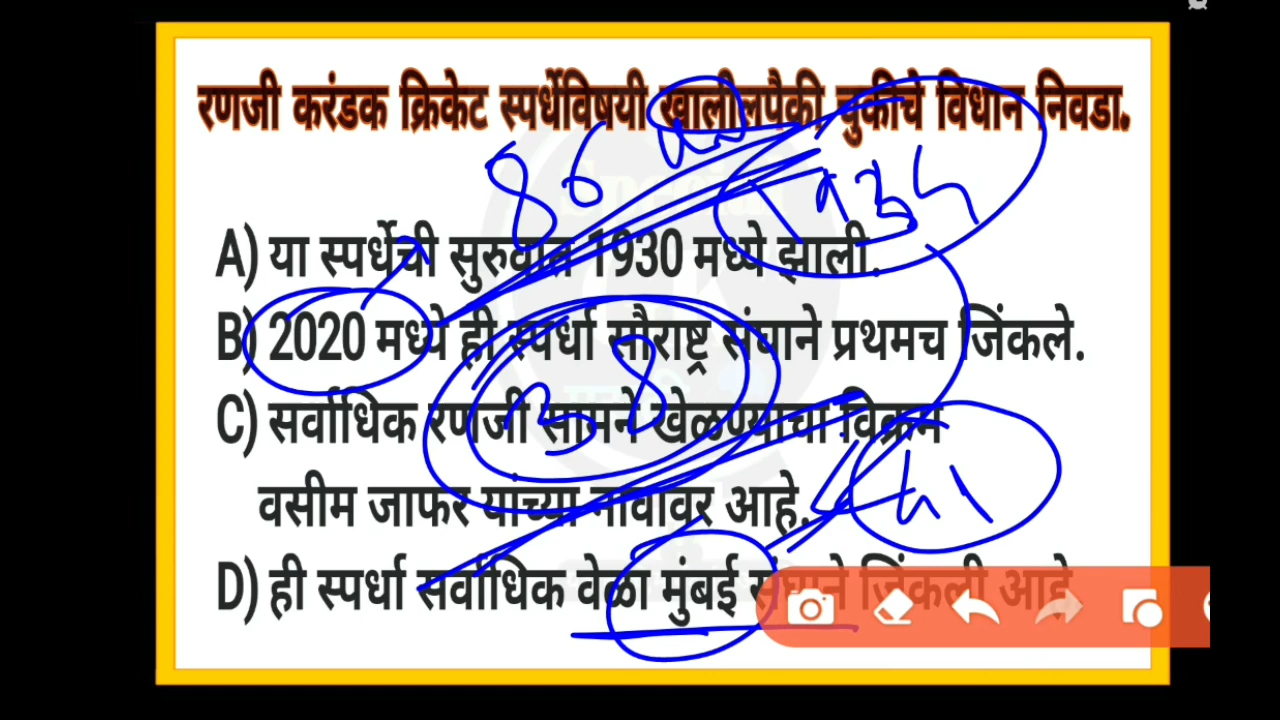 रणजी करंडक क्रिकेट स्पर्धेविषयी खालीलपैकी चुकीचे विधान निवडा.
86 वा
1934
A) या स्पर्धेची सुरुवात 1930 मध्ये झाली.
B) 2020 मध्ये ही स्पर्धा सौराष्ट्र संघाने प्रथमच जिंकले.
38
C) सर्वाधिक रणजी सामने खेळण्याचा विक्रम
वसीम जाफर यांच्या नावावर आहे.
41
D) ही स्पर्धा सर्वाधिक वेळा मुंबई संघाने जिंकली आहे